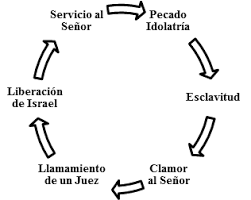 Servicio al
Señor
Pecado
Idolatría
Esclavitud
Clamor
al Señor
Llamamiento
de un Juez
Liberación
de Israel